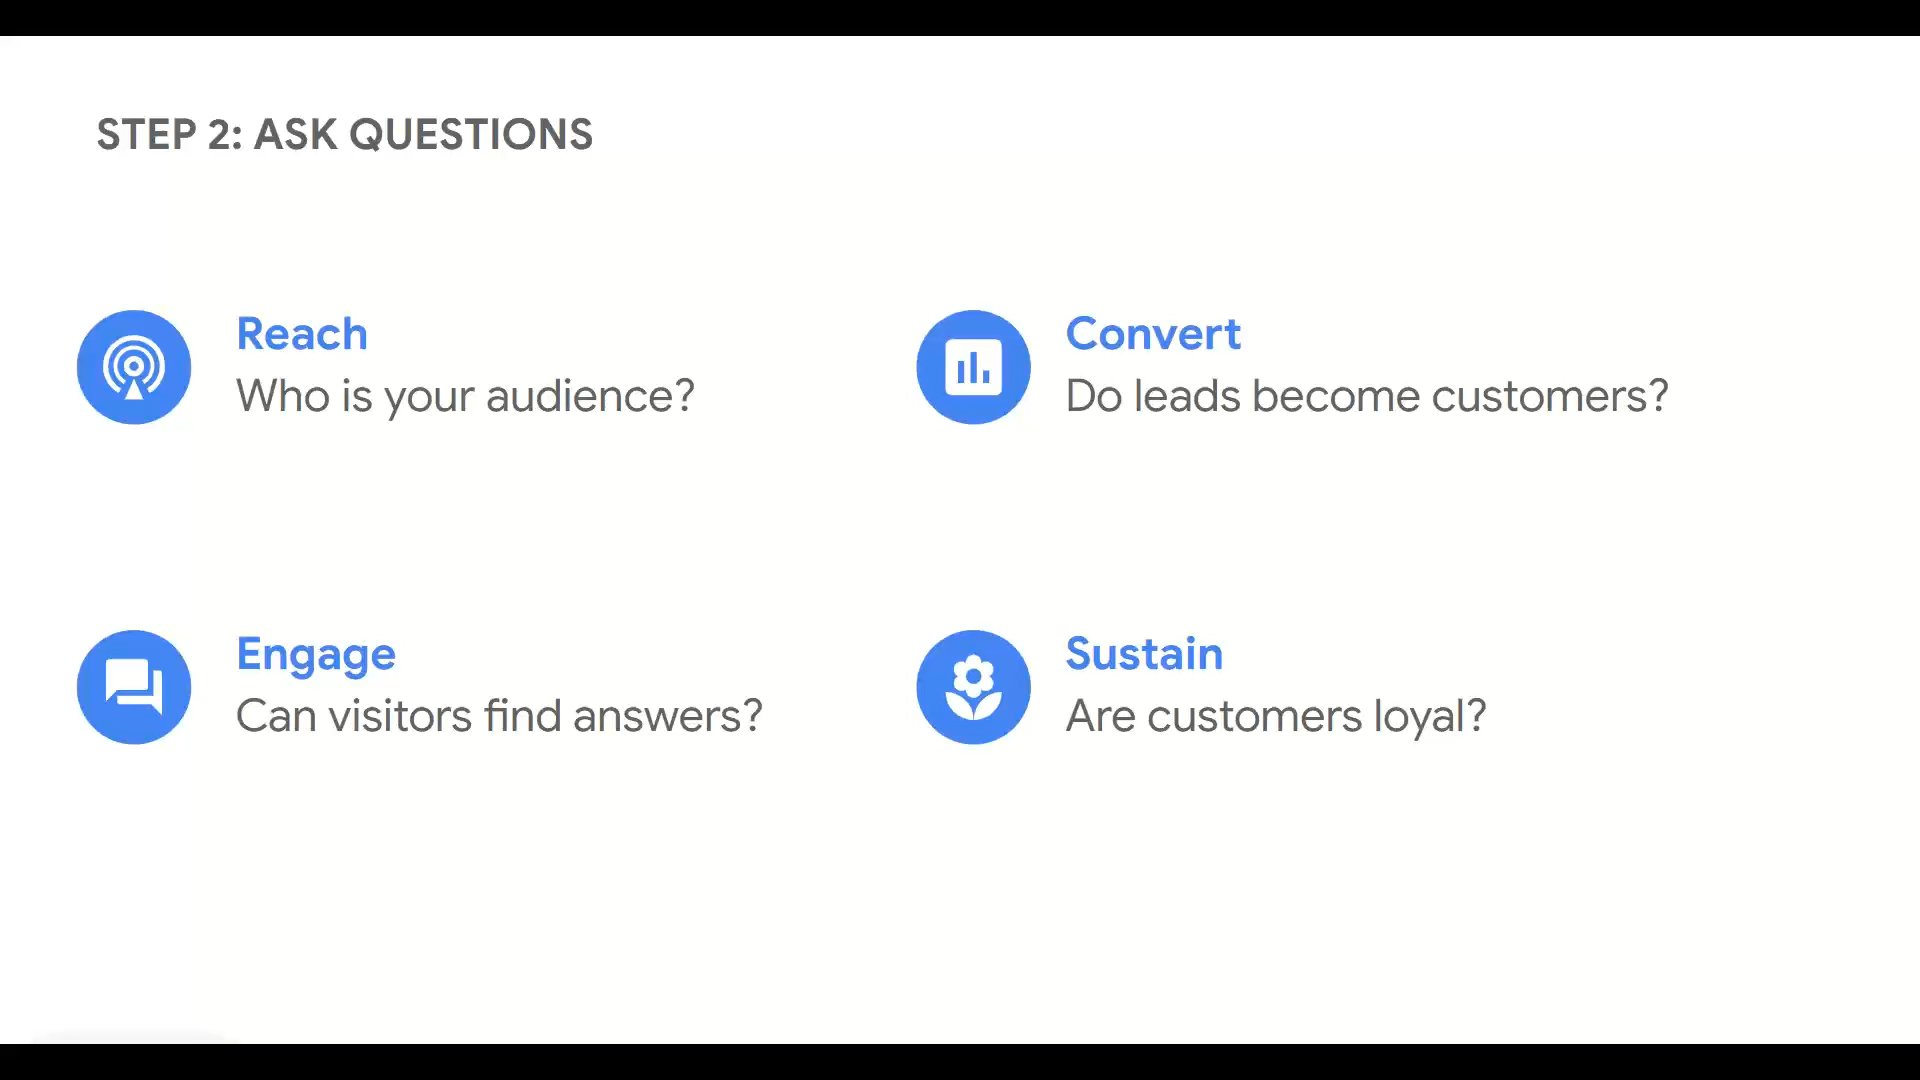 STEP 2: ASK QUESTIONS
Reach
Who is your audience?
Convert
Do leads become customers?
Engage
Can visitors find answers?
Sustain
Are customers loyal?